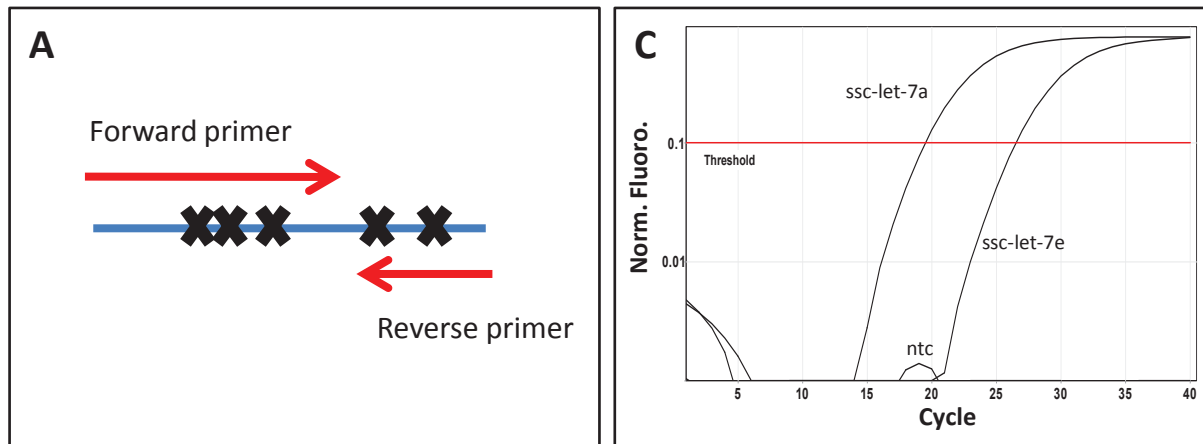 A
Forward primer
Reverse primer
C
ssc-let-7a
0.1
Threshold
Norm. Fluoro.
ssc-let-7e
0.01
ntc
5 10 15 20 25 30 35 40
Cycle